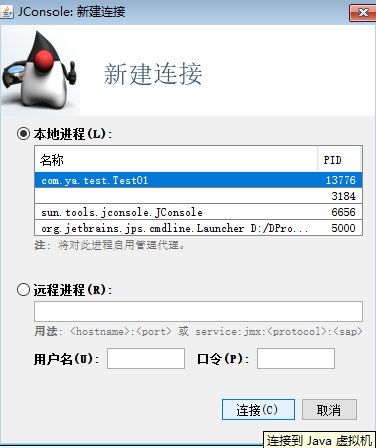 JConsole: 新建连接
新建连接
本地进程(L):
名称 PID
com.ya.test.Test01 13776
3184
sun.tools.jconsole.JConsole 6656
org.jetbrains.jps.cmdline.Launcher D:/DPro... 5000
注: 将对此进程启用管理代理。
远程进程(R):
用法: <hostname>:<port> 或 service:jmx:<protocol>:<sap>
用户名(U): 口令(P):
连接(C) 取消
连接到 Java 虚拟机